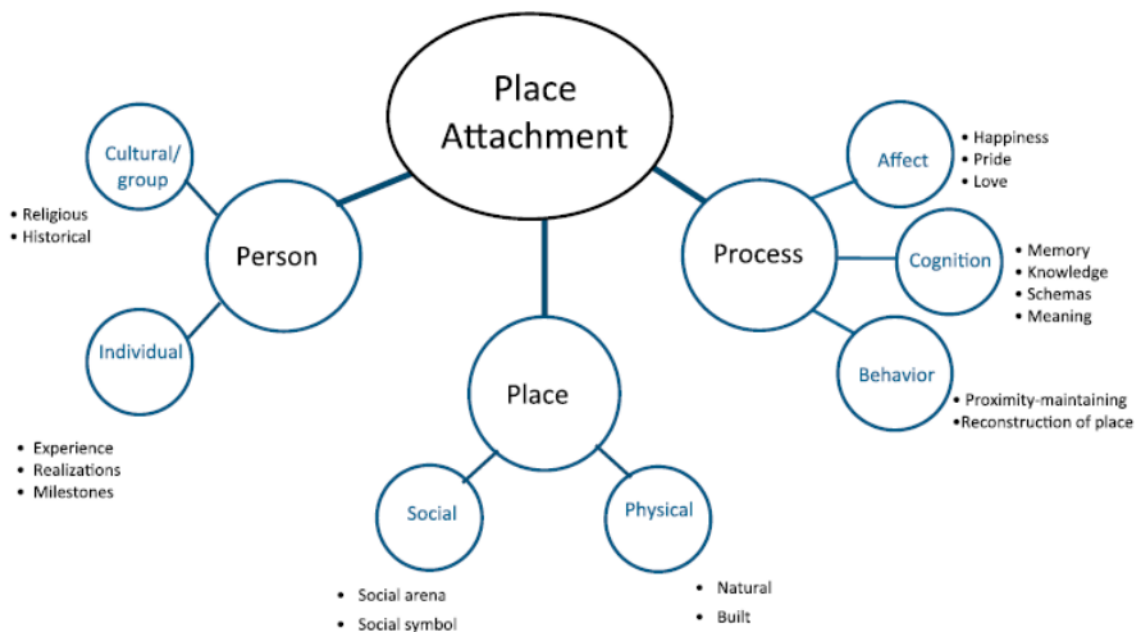 Place
Attachment
Cultural/
group
• Religious
• Historical
Person
Individual
• Experience
• Realizations
• Milestones
Place
Social
• Social arena
• Social symbol
Physical
• Natural
• Built
Process
Affect
• Happiness
• Pride
• Love
Cognition
• Memory
• Knowledge
• Schemas
• Meaning
Behavior
• Proximity-maintaining
•Reconstruction of place